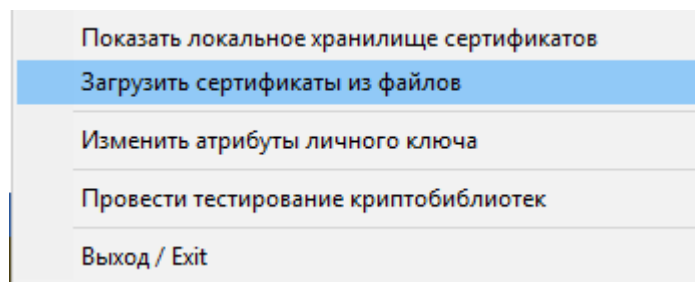 Показать локальное хранилище сертификатов
Загрузить сертификаты из файлов
Изменить атрибуты личного ключа
Провести тестирование криптобиблиотек
Выход / Exit